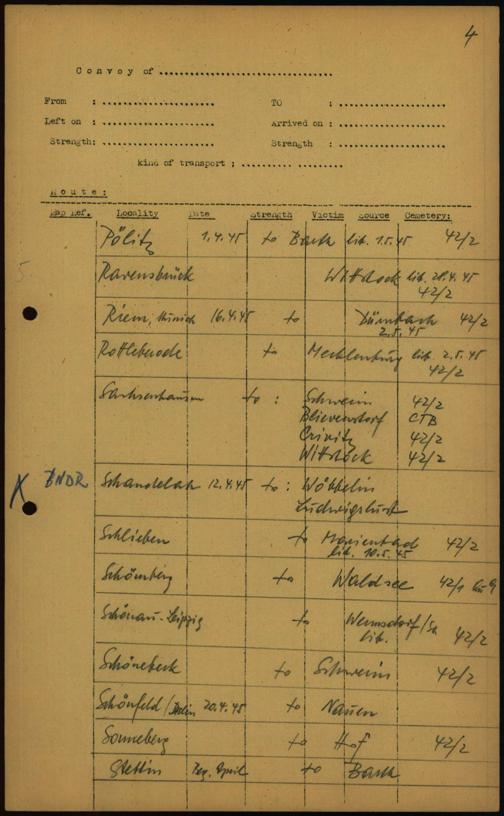 4
Convoy of ..................................
From : ......................
TO : .....................
Left on : ......................
Arrived on : .....................
Strength: ......................
Strength : .....................
kind of transport ; ......... ..........
Route:
Map Ref. Locality Date Strength Victim Source Cemetery:
Pölitz 1.4.45 to Barth lib. 1.5.45 42/2
Ravensbrück Wittstock lib. 28.4.45
42/2
Riem, Munich 16.4.45 to 42/2
2.5.45
Rottleberode to Mecklenburg lib. 2.5.45
42/2
Sachsenhausen to : Schwerin 42/2
Blievenstorf CTB
Crivitz 42/2
Wittstock 42/2
X BNDR Schandelah 12.4.45 to : Wöbbelin
Ludwigslust
Schlieben to Marienbad 42/2
lib. 10.5.45
Schömberg to Waldsee 42/1
Schönau-Leipzig to Wermsdorf/Sa
lib. 42/2
Schönebeck to Schwerin 42/2
Schönfeld/Berlin 20.4.45 to Nauen
Sonneberg to Hof 42/2
Stettin Beg. April to Barth